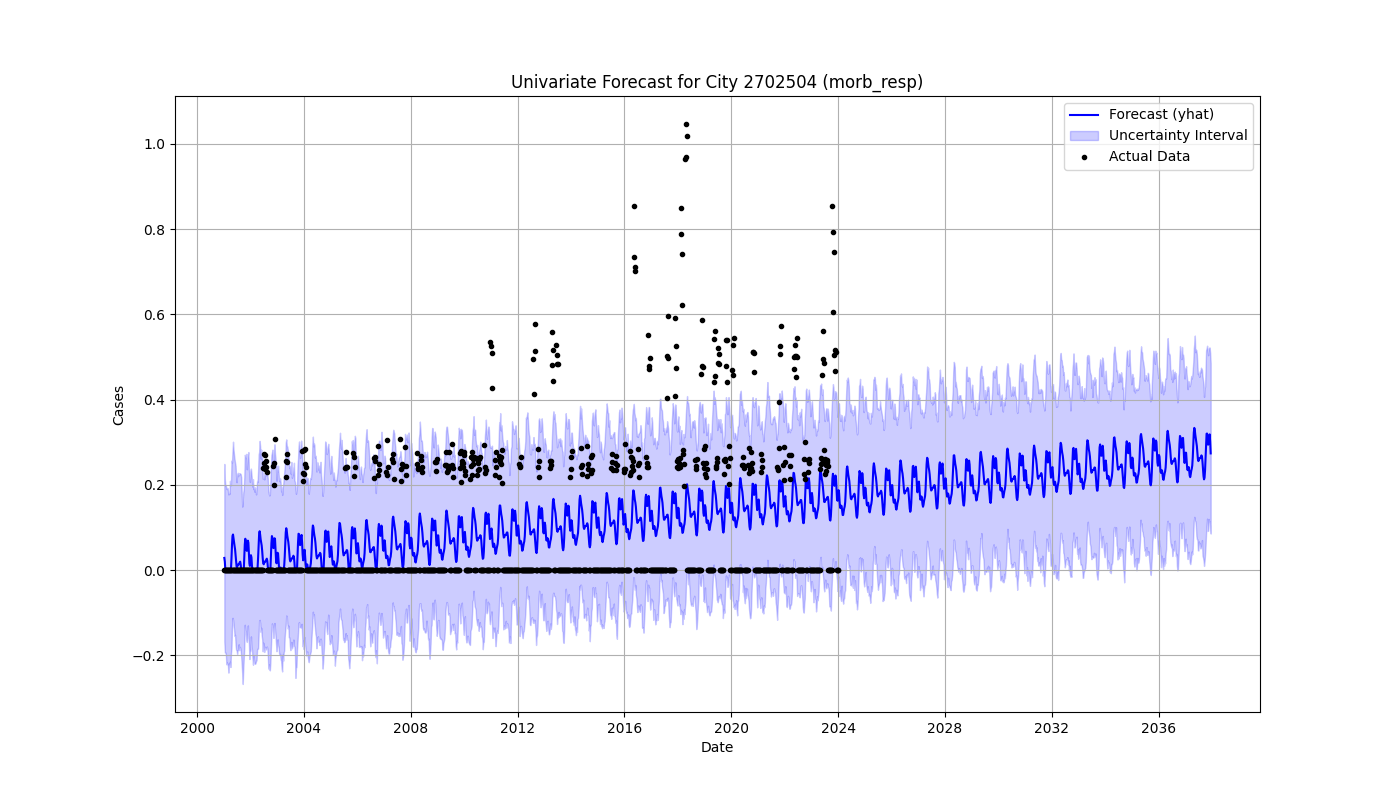 Univariate Forecast for City 2702504 (morb_resp)
Forecast (yhat)
Uncertainty Interval
Actual Data
Cases
1.0
0.8
0.6
0.4
0.2
0.0
−0.2
2000 2004 2008 2012 2016 2020 2024 2028 2032 2036
Date